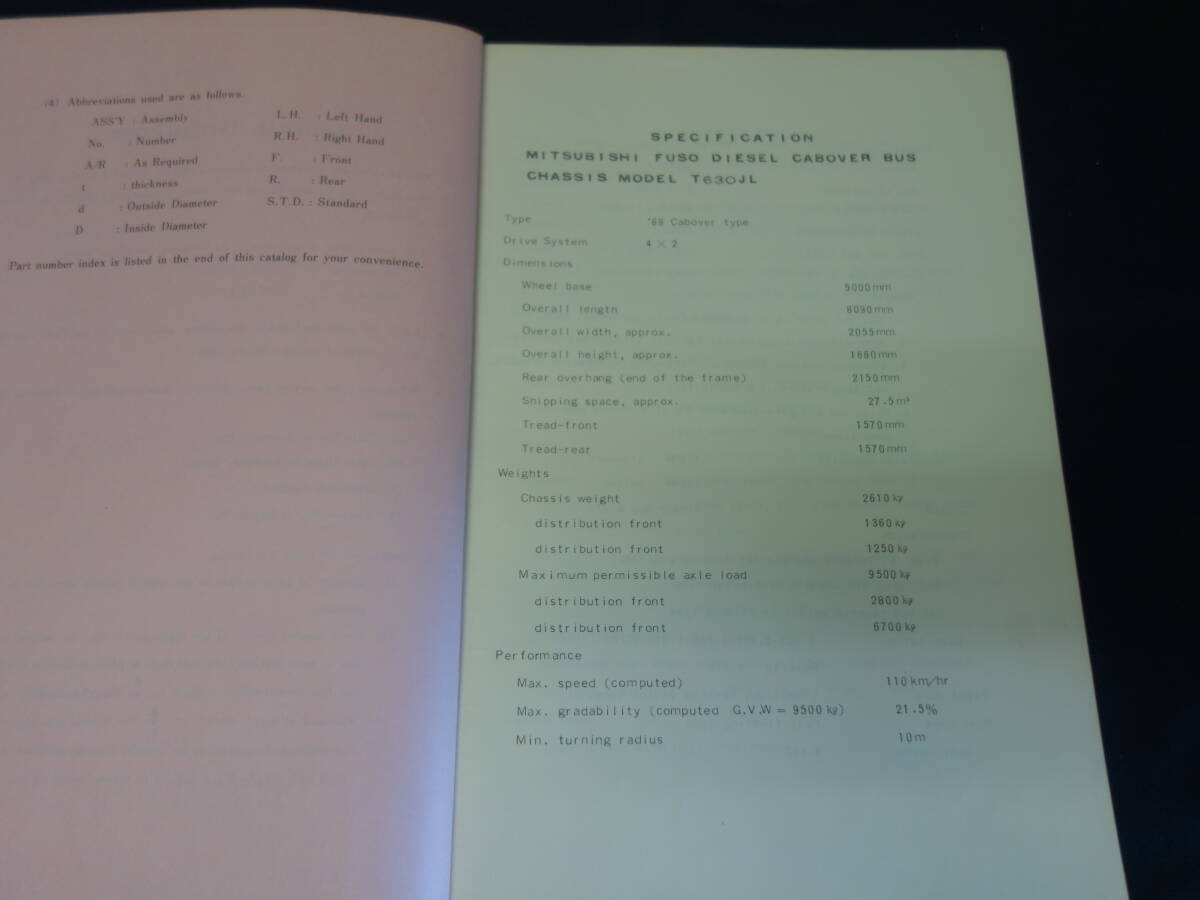 (4) Abbreviations used are as follows.
ASS'Y : Assembly
No. : Number
A/R : As Required
t : thickness
d : Outside Diameter
D : Inside Diameter
L.H. : Left Hand
R.H. : Right Hand
F. : Front
R. : Rear
S.T.D. : Standard
Part number index is listed in the end of this catalog for your convenience.
SPECIFICATION
MITSUBISHI FUSO DIESEL CABOVER BUS
CHASSIS MODEL T630JL
Type '65 Cabover type
Drive System 4 × 2
Dimensions
Wheel base 5000mm
Overall length 8090mm
Overall width, approx. 2055mm
Overall height, approx. 1660mm
Rear overhang (end of the frame) 2150mm
Shipping space, approx. 27.5m³
Tread-front 1570mm
Tread-rear 1570mm
Weights
Chassis weight 2610kg
distribution front 1360kg
distribution front 1250kg
Maximum permissible axle load 9500kg
distribution front 2800kg
distribution front 6700kg
Performance
Max. speed (computed) 110km/hr
Max. gradability (computed G.V.W = 9500kg) 21.5%
Min. turning radius 10m